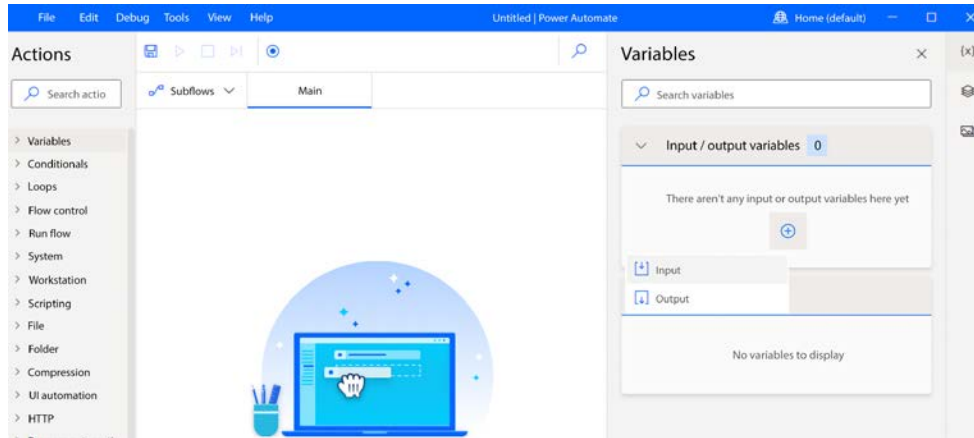 File Edit Debug Tools View Help Untitled | Power Automate Home (default)
Actions
Search actio
Variables
Conditionals
Loops
Flow control
Run flow
System
Workstation
Scripting
File
Folder
Compression
UI automation
HTTP
Subflows Main
Variables
{x}
Search variables
Input / output variables 0
There aren't any input or output variables here yet
Input
Output
No variables to display